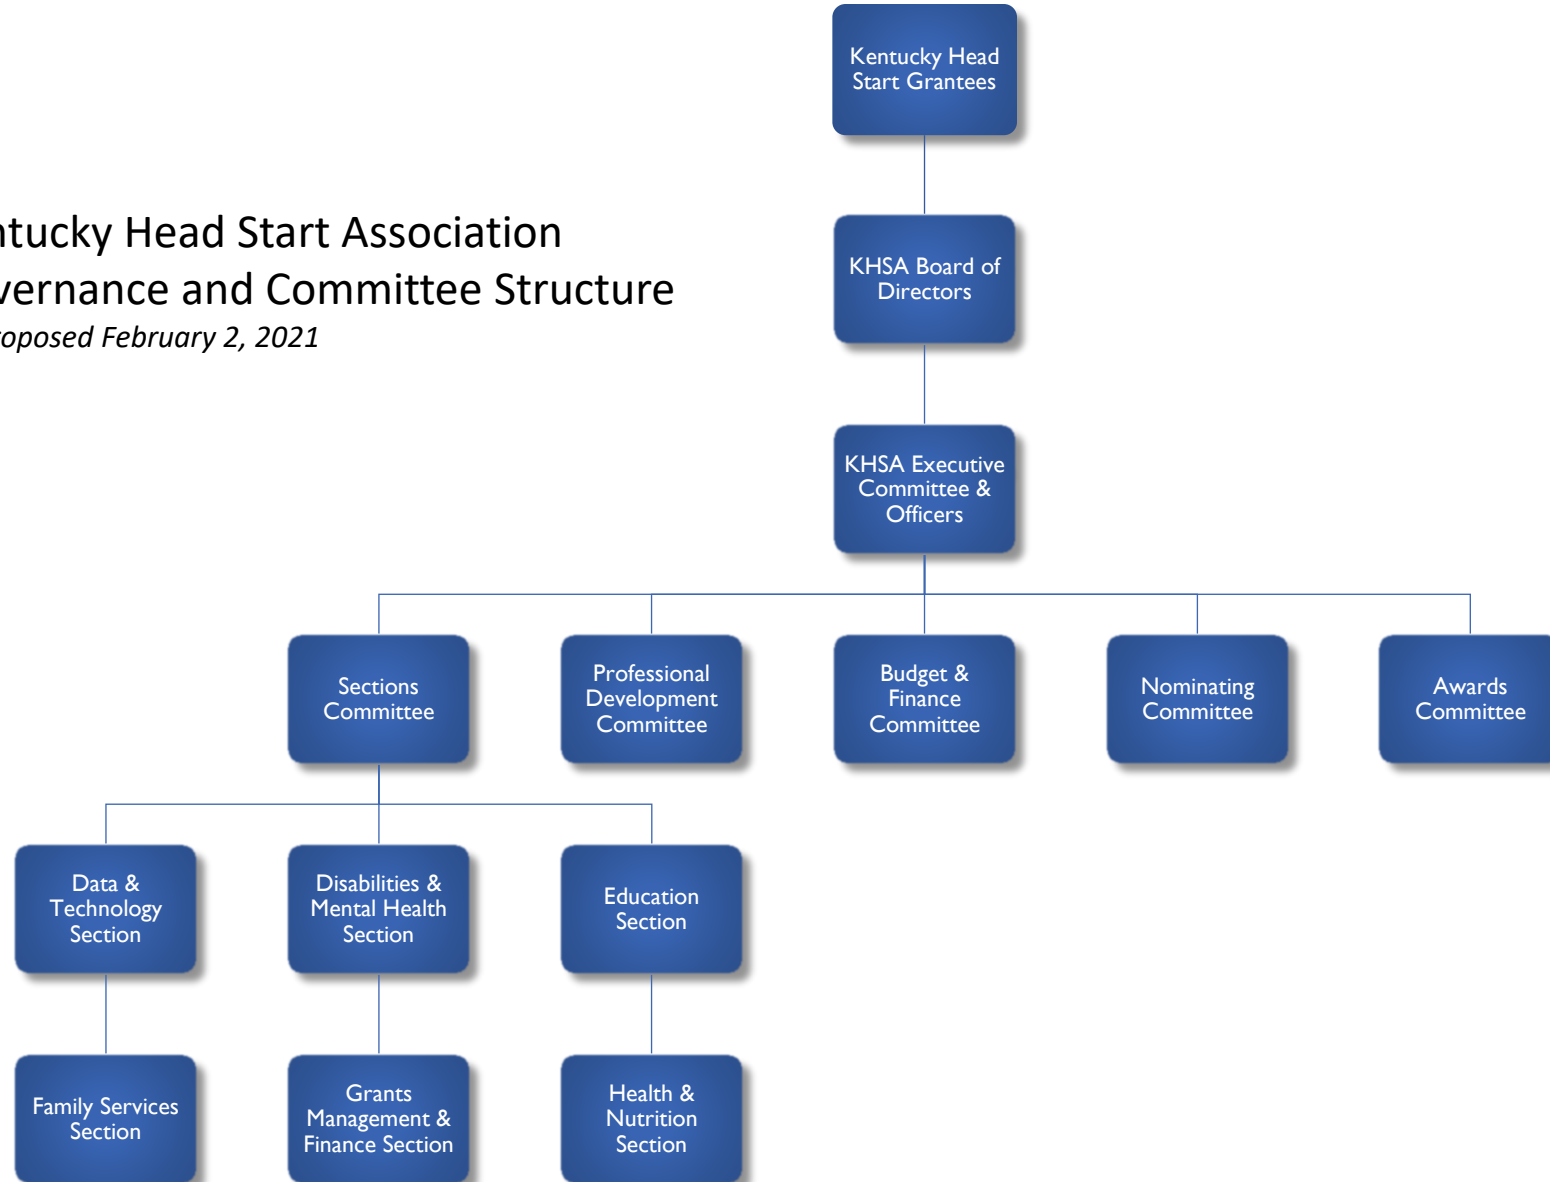 Kentucky Head
Start Grantees
ntucky Head Start Association
vernance and Committee Structure
roposed February 2, 2021
KHSA Board of
Directors
KHSA Executive
Committee &
Officers
Sections
Committee
Professional
Development
Committee
Budget &
Finance
Committee
Nominating
Committee
Awards
Committee
Data &
Technology
Section
Disabilities &
Mental Health
Section
Education
Section
Family Services
Section
Grants
Management &
Finance Section
Health &
Nutrition
Section